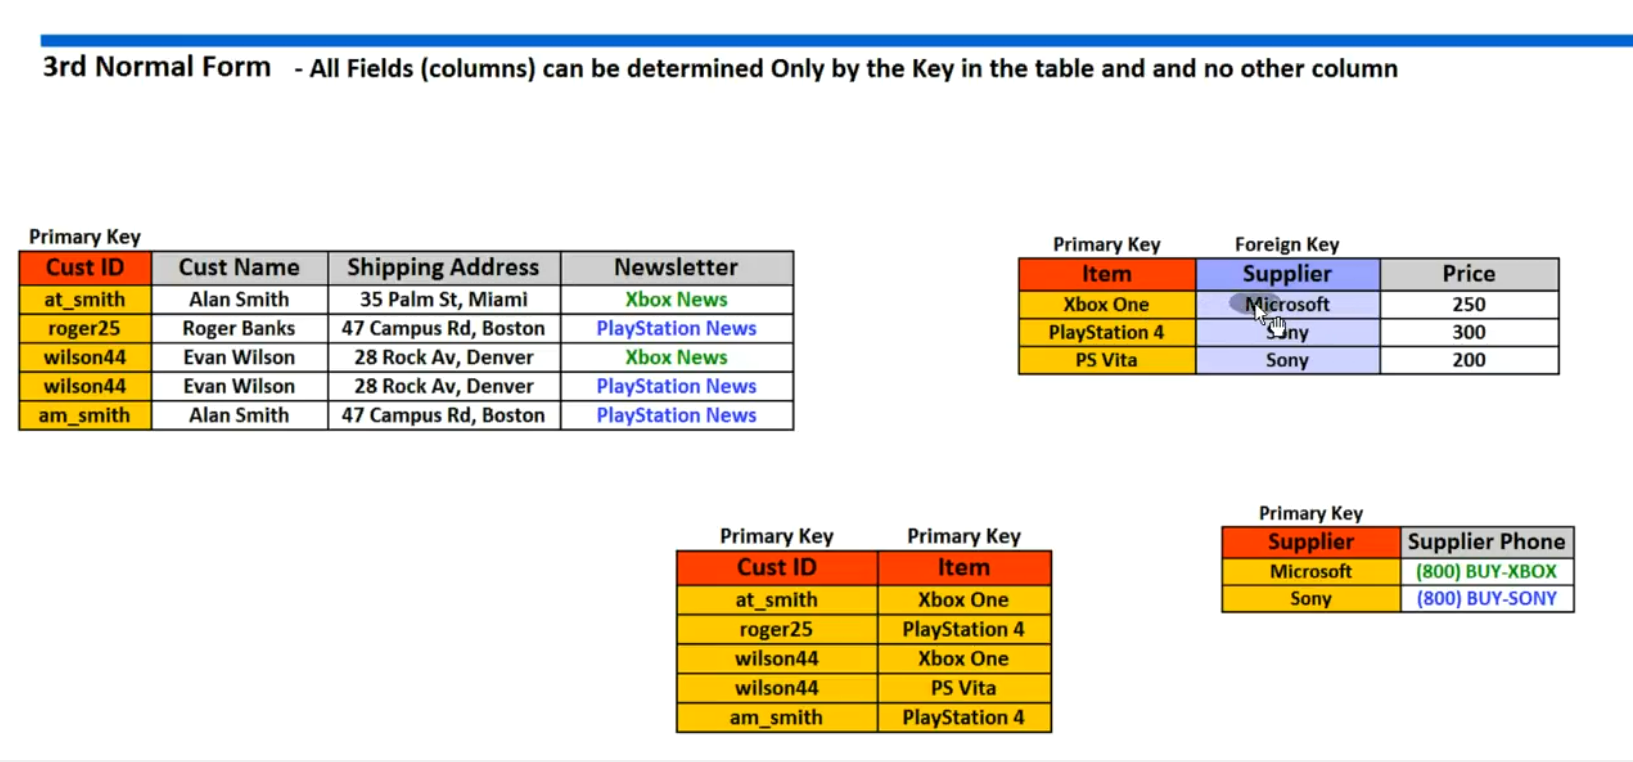 3rd Normal Form - All Fields (columns) can be determined Only by the Key in the table and and no other column
Primary Key
Cust ID Cust Name Shipping Address Newsletter
at_smith Alan Smith 35 Palm St, Miami Xbox News
roger25 Roger Banks 47 Campus Rd, Boston PlayStation News
wilson44 Evan Wilson 28 Rock Av, Denver Xbox News
wilson44 Evan Wilson 28 Rock Av, Denver PlayStation News
am_smith Alan Smith 47 Campus Rd, Boston PlayStation News
Primary Key Foreign Key
Item Supplier Price
Xbox One Microsoft 250
PlayStation 4 Sony 300
PS Vita Sony 200
Primary Key Primary Key
Cust ID Item
at_smith Xbox One
roger25 PlayStation 4
wilson44 Xbox One
wilson44 PS Vita
am_smith PlayStation 4
Primary Key
Supplier Supplier Phone
Microsoft (800) BUY-XBOX
Sony (800) BUY-SONY